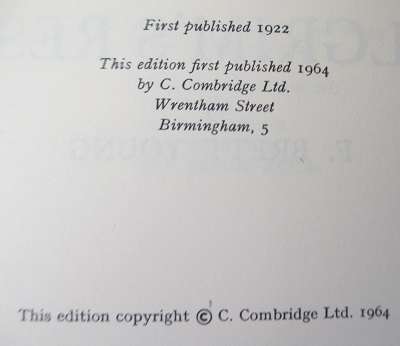 First published 1922
This edition first published 1964
by C. Combridge Ltd.
Wrentham Street
Birmingham, 5
This edition copyright © C. Combridge Ltd. 1964